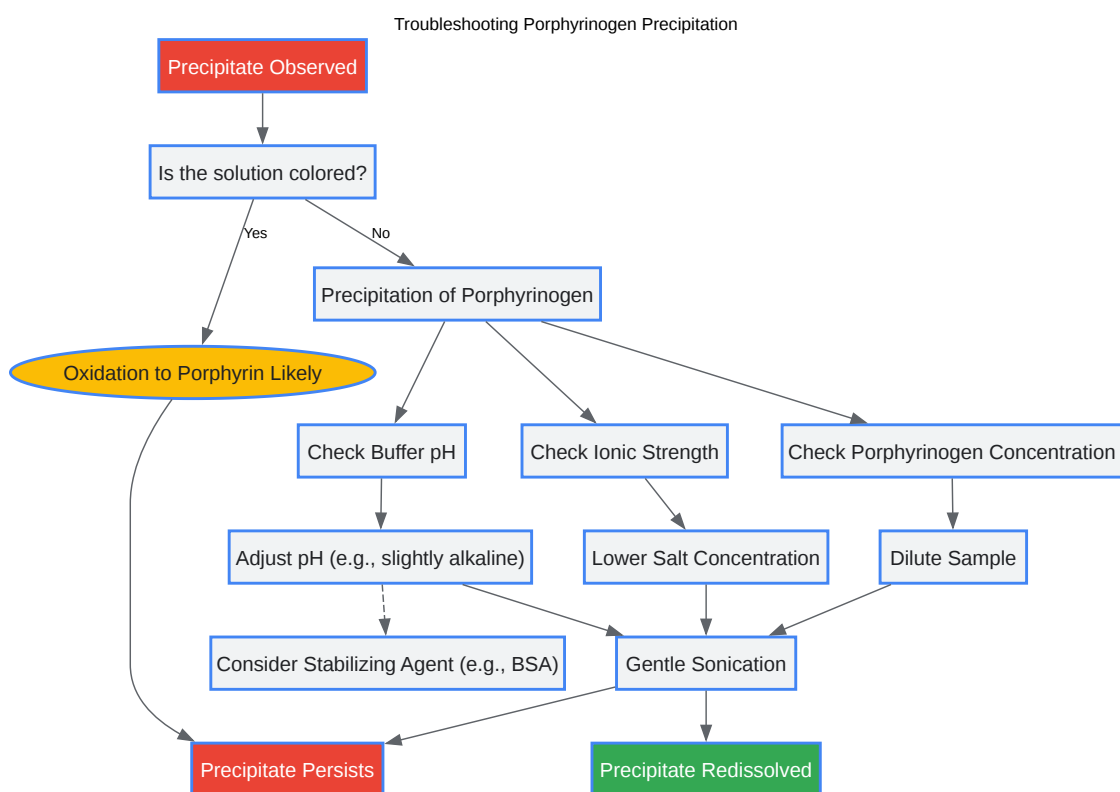 Troubleshooting Porphyrinogen Precipitation
Precipitate Observed
Is the solution colored?
Yes
No
Precipitation of Porphyrinogen
Oxidation to Porphyrin Likely
Check Buffer pH
Check Ionic Strength
Check Porphyrinogen Concentration
Adjust pH (e.g., slightly alkaline)
Lower Salt Concentration
Dilute Sample
Consider Stabilizing Agent (e.g., BSA)
Gentle Sonication
Precipitate Persists
Precipitate Redissolved